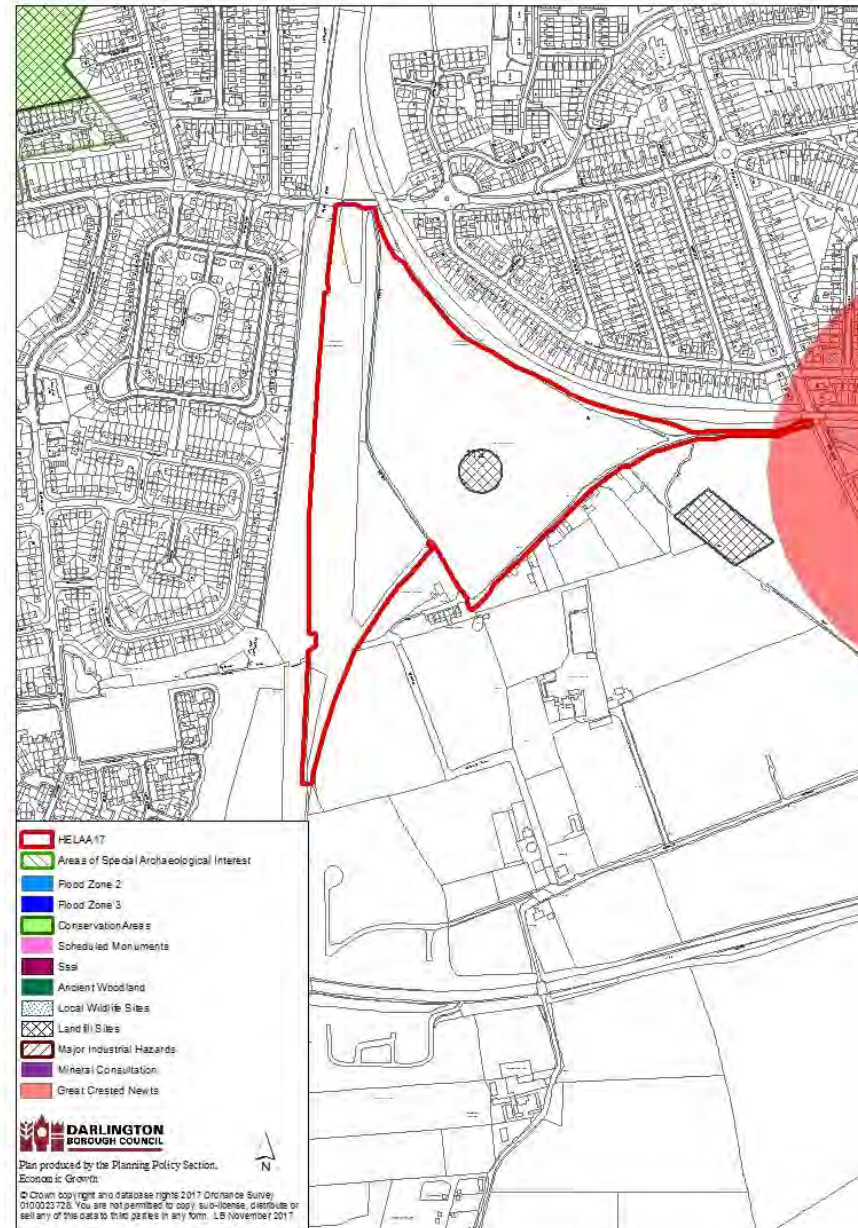 HELAA17
Areas of Special Archaeological Interest
Flood Zone 2
Flood Zone 3
Conservation Areas
Scheduled Monuments
Sssi
Ancient Woodland
Local Wildlife Sites
Landfill Sites
Major Industrial Hazards
Mineral Consultation
Great Crested Newts
DARLINGTON
BOROUGH COUNCIL
N
Plan produced by the Planning Policy Section,
Economic Growth
© Crown copyright and database rights 2017 Ordnance Survey
0100023728. You are not permitted to copy, sub-license, distribute or
sell any of this data to third parties in any form. LB November 2017